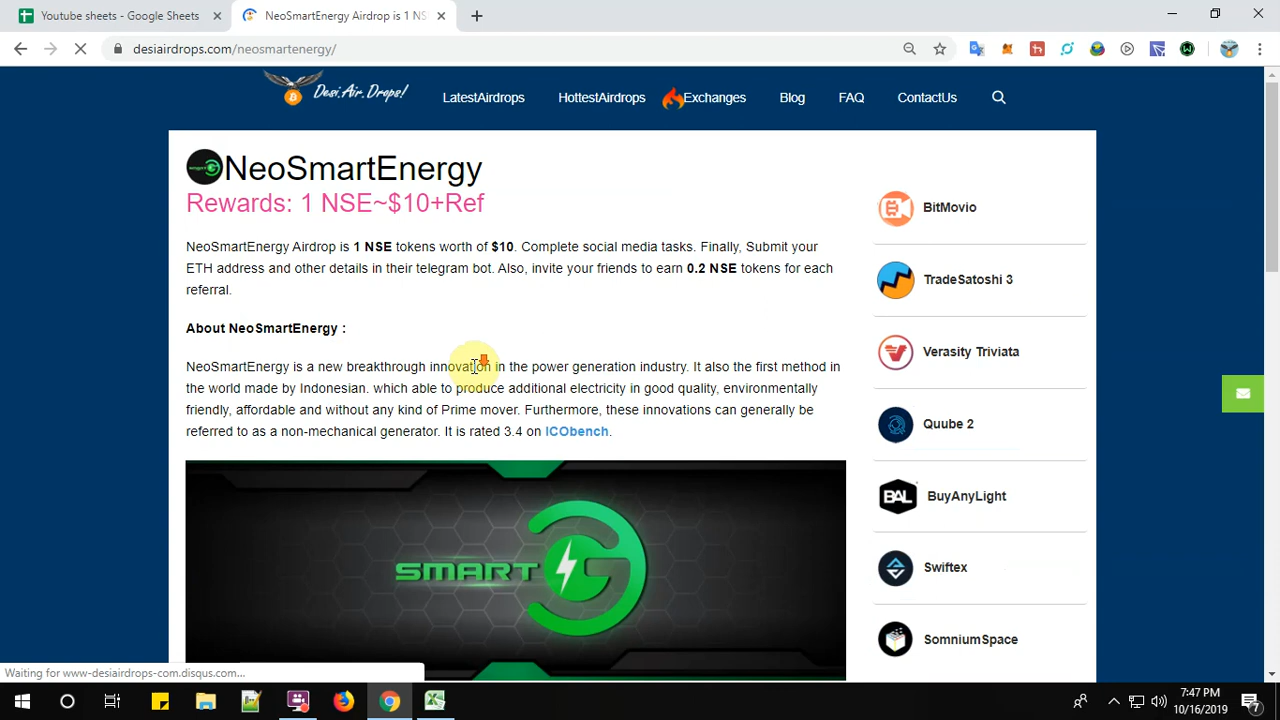 Youtube sheets - Google Sheets
NeoSmartEnergy Airdrop is 1 NS
desiairdrops.com/neosmartenergy/
Desi.Air.Drops!
LatestAirdrops
HottestAirdrops
Exchanges
Blog
FAQ
ContactUs
NeoSmartEnergy
Rewards: 1 NSE~$10+Ref
NeoSmartEnergy Airdrop is 1 NSE tokens worth of $10. Complete social media tasks. Finally, Submit your
ETH address and other details in their telegram bot. Also, invite your friends to earn 0.2 NSE tokens for each
referral.
About NeoSmartEnergy :
NeoSmartEnergy is a new breakthrough innovation in the power generation industry. It also the first method in
the world made by Indonesian. which able to produce additional electricity in good quality, environmentally
friendly, affordable and without any kind of Prime mover. Furthermore, these innovations can generally be
referred to as a non-mechanical generator. It is rated 3.4 on ICObench.
SMART
BitMovio
TradeSatoshi 3
Verasity Triviata
Quube 2
BAL
BuyAnyLight
Swiftex
SomniumSpace
Waiting for www-desiairdrops-com.disqus.com...
7:47 PM
10/16/2019
7